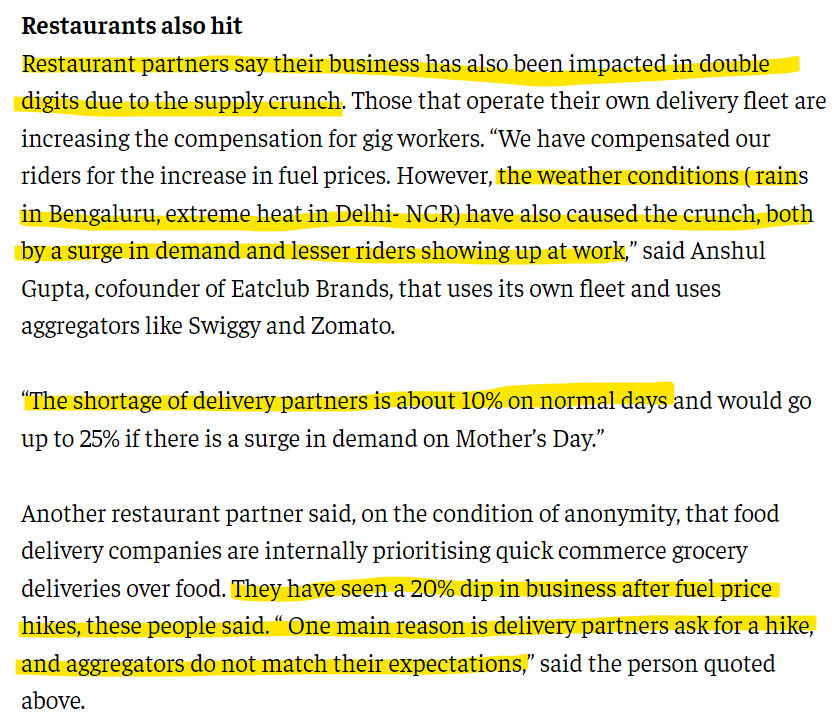 Restaurants also hit
Restaurant partners say their business has also been impacted in double
digits due to the supply crunch. Those that operate their own delivery fleet are
increasing the compensation for gig workers. “We have compensated our
riders for the increase in fuel prices. However, the weather conditions ( rains
in Bengaluru, extreme heat in Delhi- NCR) have also caused the crunch, both
by a surge in demand and lesser riders showing up at work,” said Anshul
Gupta, cofounder of Eatclub Brands, that uses its own fleet and uses
aggregators like Swiggy and Zomato.
“The shortage of delivery partners is about 10% on normal days and would go
up to 25% if there is a surge in demand on Mother’s Day.”
Another restaurant partner said, on the condition of anonymity, that food
delivery companies are internally prioritising quick commerce grocery
deliveries over food. They have seen a 20% dip in business after fuel price
hikes, these people said. “ One main reason is delivery partners ask for a hike,
and aggregators do not match their expectations,” said the person quoted
above.